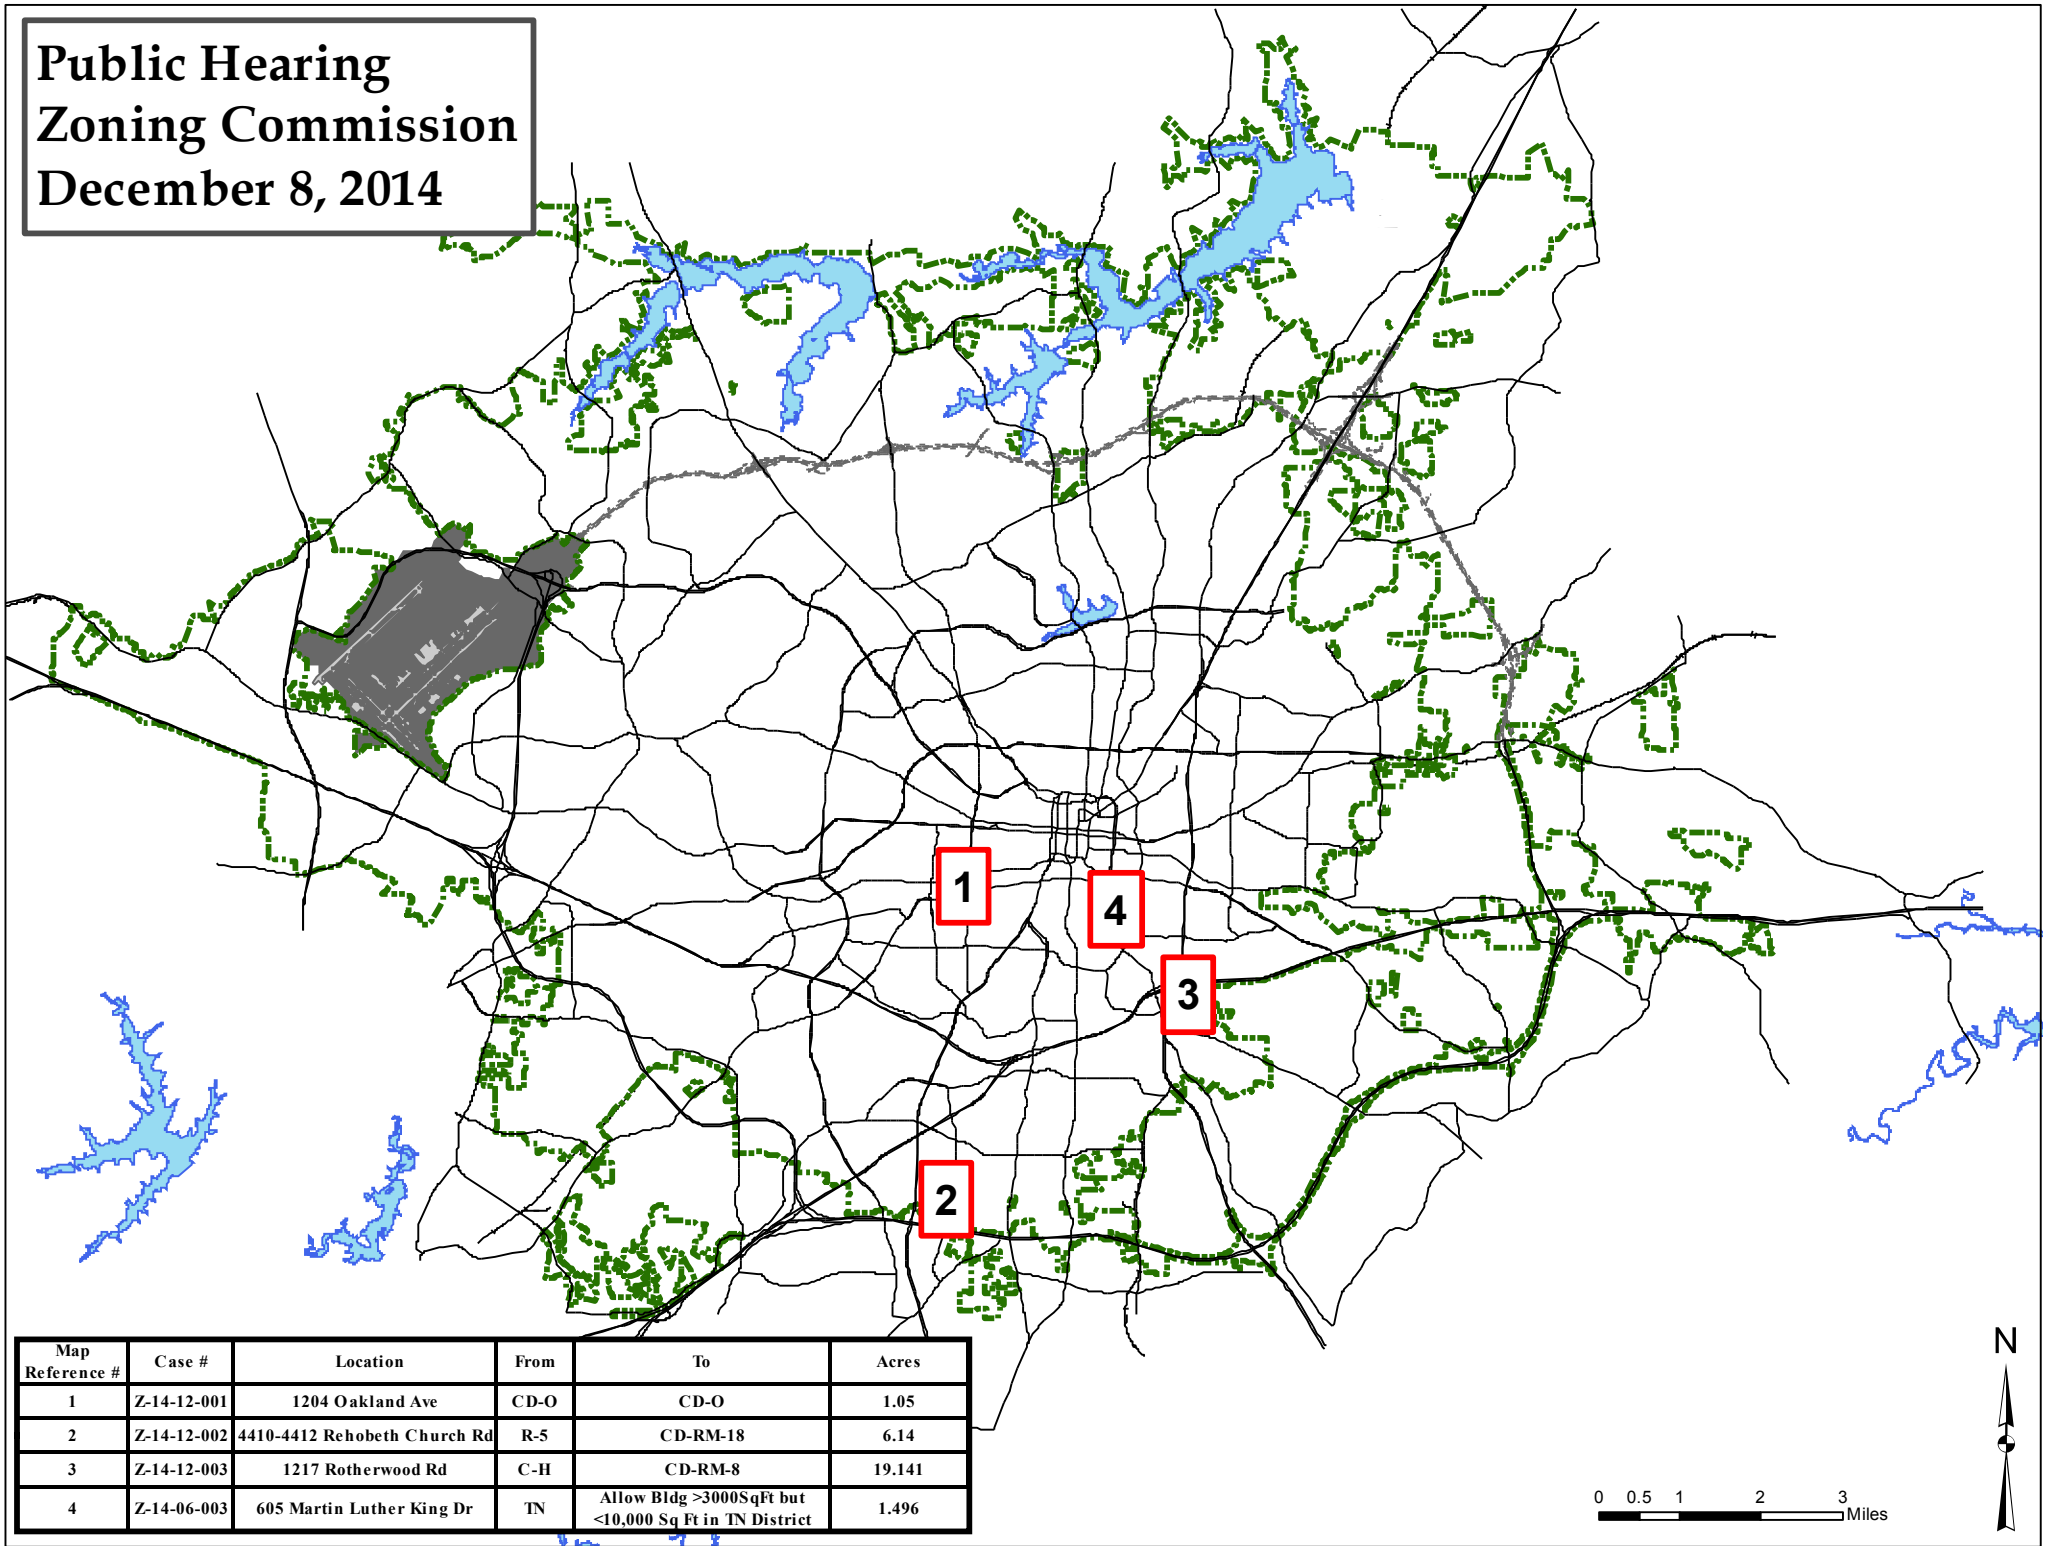 Public Hearing
Zoning Commission
December 8, 2014
1
4
3
2
Map Reference # Case # Location From To Acres
1 Z-14-12-001 1204 Oakland Ave CD-O CD-O 1.05
2 Z-14-12-002 4410-4412 Rehobeth Church Rd R-5 CD-RM-18 6.14
3 Z-14-12-003 1217 Rotherwood Rd C-H CD-RM-8 19.141
4 Z-14-06-003 605 Martin Luther King Dr TN Allow Bldg >3000SqFt but <10,000 Sq Ft in TN District 1.496
N
0 0.5 1 2 3
Miles